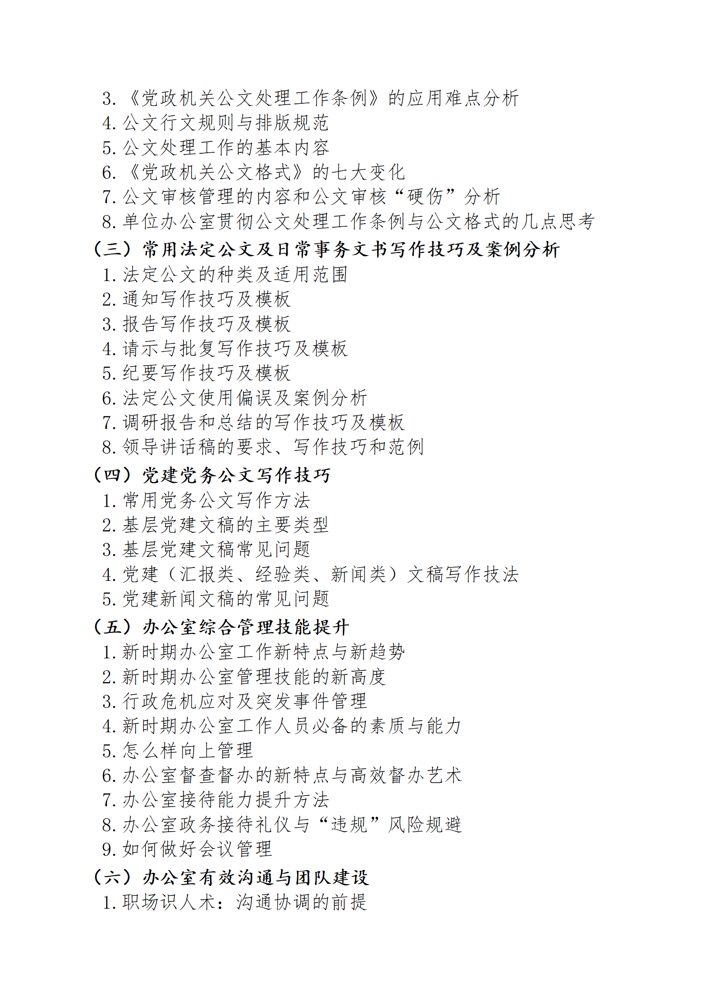 3.《党政机关公文处理工作条例》的应用难点分析
4.公文行文规则与排版规范
5.公文处理工作的基本内容
6.《党政机关公文格式》的七大变化
7.公文审核管理的内容和公文审核“硬伤”分析
8.单位办公室贯彻公文处理工作条例与公文格式的几点思考
（三）常用法定公文及日常事务文书写作技巧及案例分析
1.法定公文的种类及适用范围
2.通知写作技巧及模板
3.报告写作技巧及模板
4.请示与批复写作技巧及模板
5.纪要写作技巧及模板
6.法定公文使用偏误及案例分析
7.调研报告和总结的写作技巧及模板
8.领导讲话稿的要求、写作技巧和范例
（四）党建党务公文写作技巧
1.常用党务公文写作方法
2.基层党建文稿的主要类型
3.基层党建文稿常见问题
4.党建（汇报类、经验类、新闻类）文稿写作技法
5.党建新闻文稿的常见问题
（五）办公室综合管理技能提升
1.新时期办公室工作新特点与新趋势
2.新时期办公室管理技能的新高度
3.行政危机应对及突发事件管理
4.新时期办公室工作人员必备的素质与能力
5.怎么样向上管理
6.办公室督查督办的新特点与高效督办艺术
7.办公室接待能力提升方法
8.办公室政务接待礼仪与“违规”风险规避
9.如何做好会议管理
（六）办公室有效沟通与团队建设
1.职场识人术：沟通协调的前提